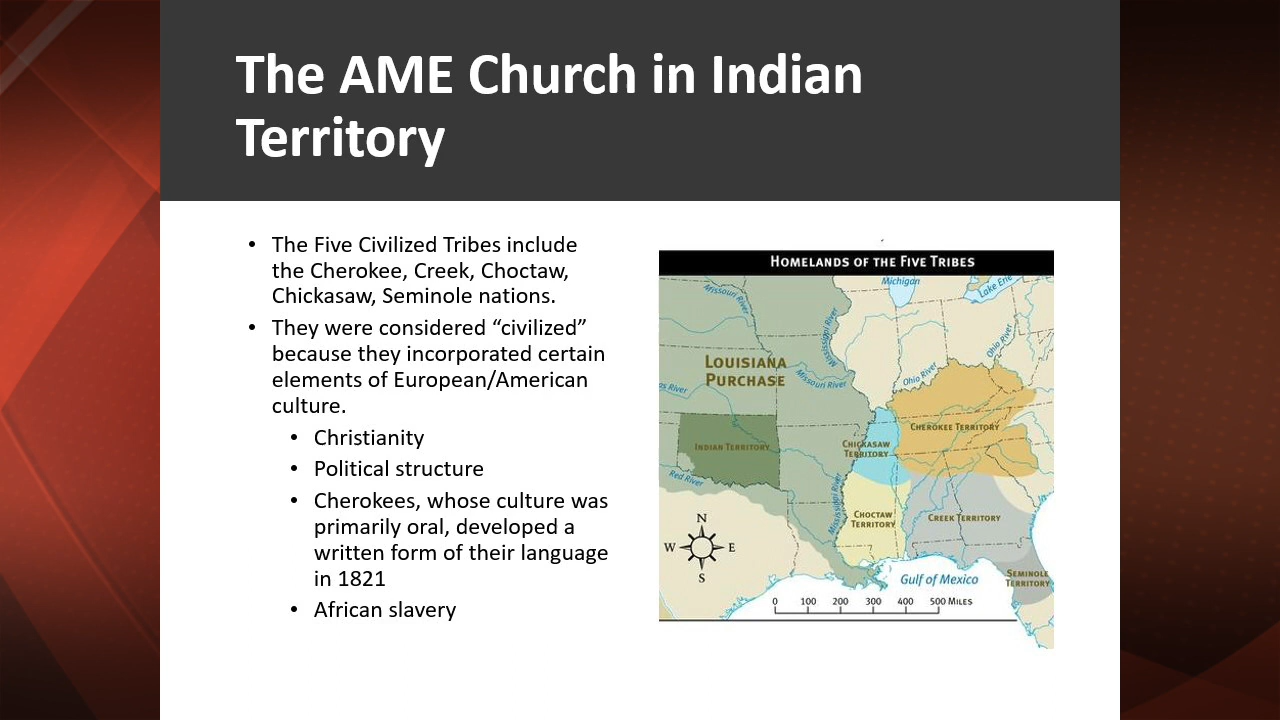 The AME Church in Indian
Territory
• The Five Civilized Tribes include
the Cherokee, Creek, Choctaw,
Chickasaw, Seminole nations.
• They were considered “civilized”
because they incorporated certain
elements of European/American
culture.
• Christianity
• Political structure
• Cherokees, whose culture was
primarily oral, developed a
written form of their language
in 1821
• African slavery
HOMELANDS OF THE FIVE TRIBES
Michigan
Lake Erie
Missouri River
Mississippi River
Ohio River
LOUISIANA
PURCHASE
Missouri River
Ohio River
as River
CHEROKEE TERRITORY
INDIAN TERRITORY
CHICKASAW
TERRITORY
Red River
Mississippi River
CHOCTAW
TERRITORY
CREEK TERRITORY
N
W E
S
Gulf of Mexico
SEMINOLE
TERRITORY
0 100 200 300 400 500 MILES